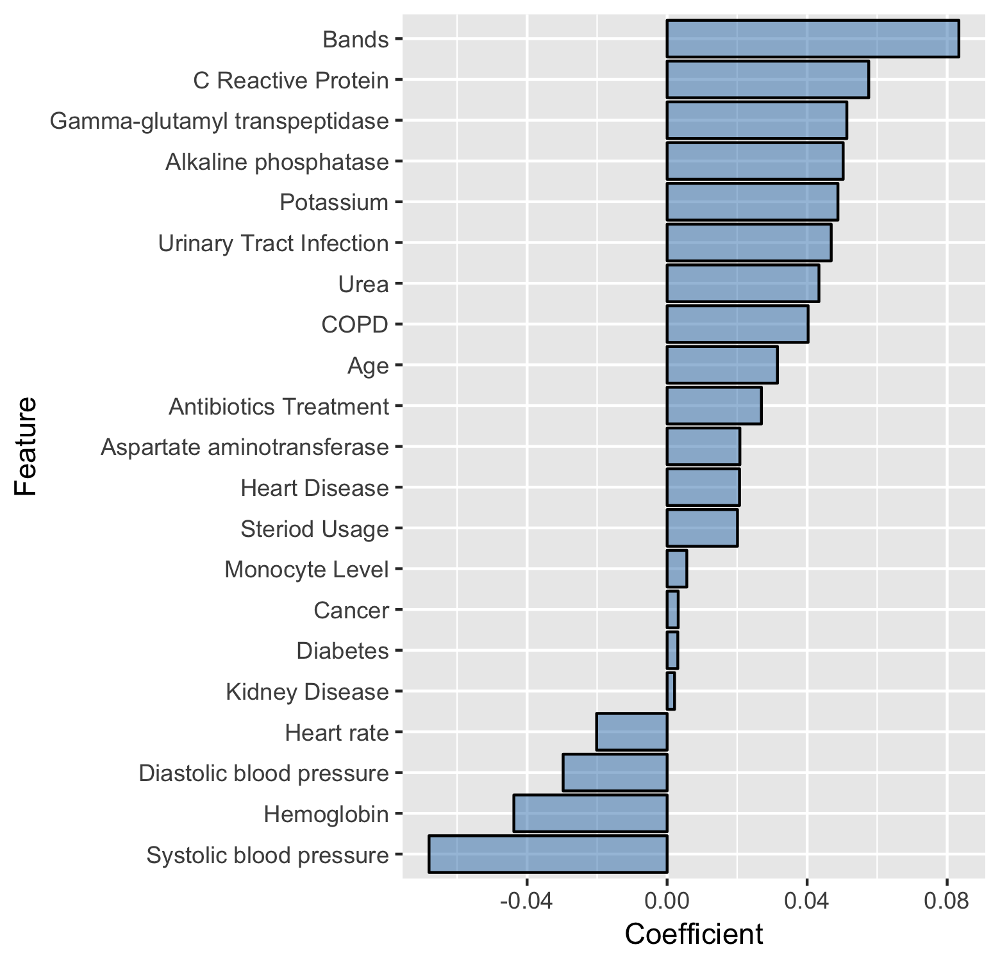 Bands
C Reactive Protein
Gamma-glutamyl transpeptidase
Alkaline phosphatase
Potassium
Urinary Tract Infection
Urea
COPD
Age
Antibiotics Treatment
Aspartate aminotransferase
Heart Disease
Steriod Usage
Monocyte Level
Cancer
Diabetes
Kidney Disease
Heart rate
Diastolic blood pressure
Hemoglobin
Systolic blood pressure
Feature
-0.04 0.00 0.04 0.08
Coefficient